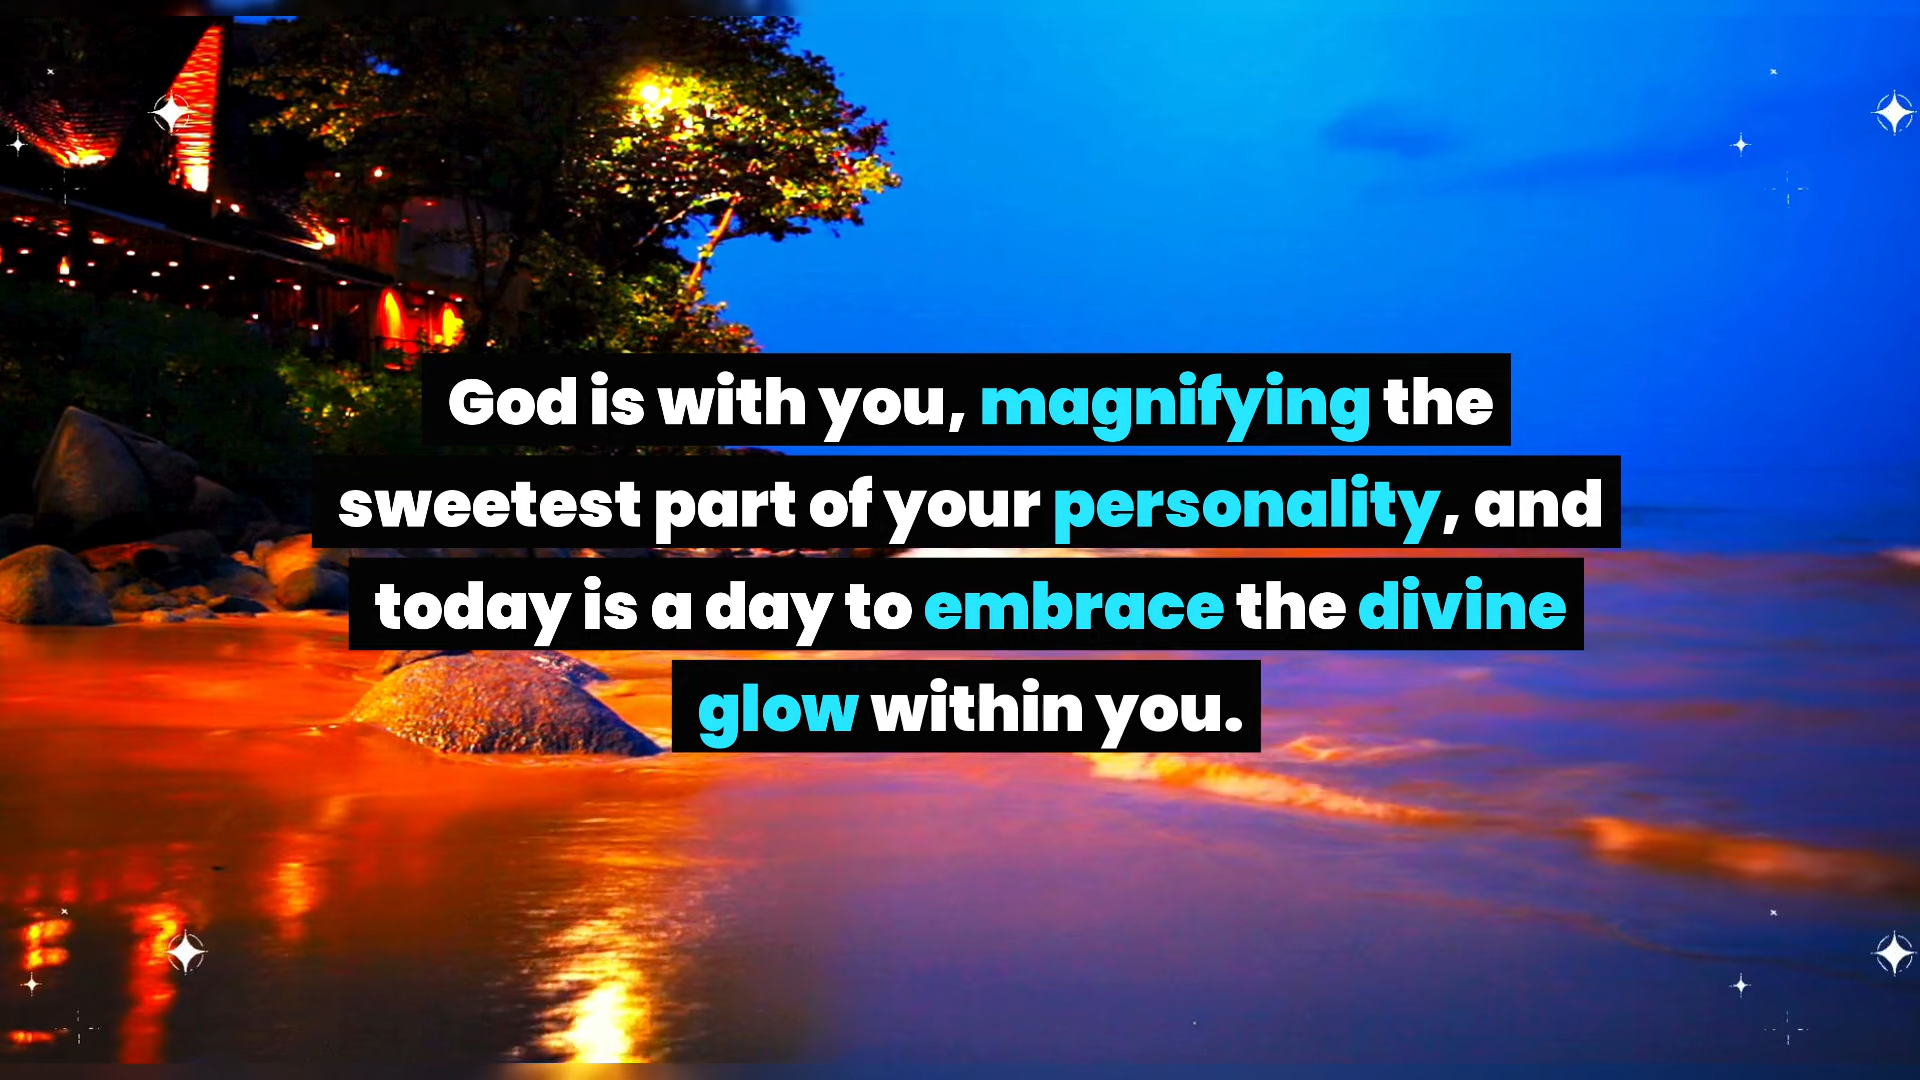 God is with you, magnifying the
sweetest part of your personality, and
today is a day to embrace the divine
glow within you.